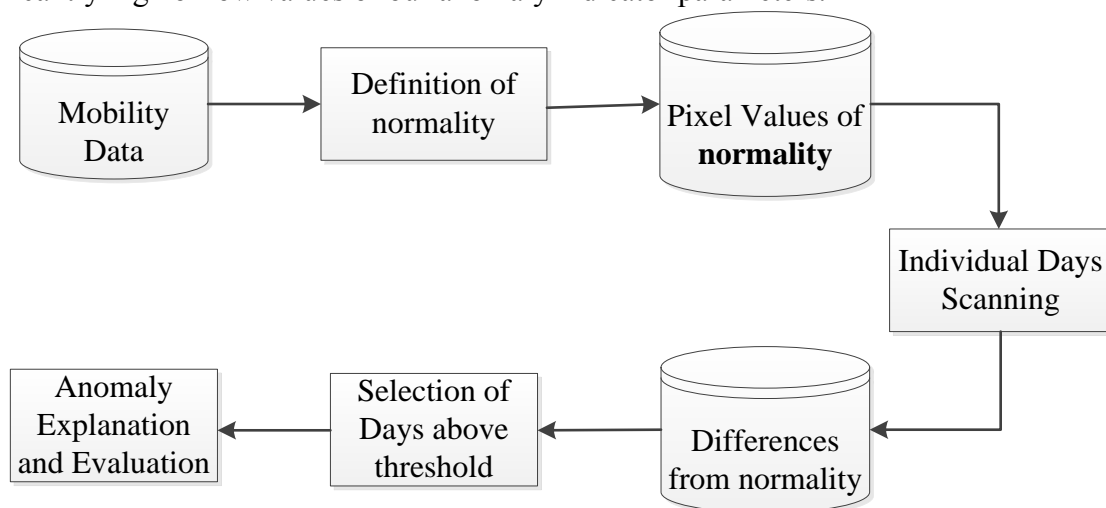 Mobility
Data
Definition of
normality
Pixel Values of
normality
Individual Days
Scanning
Differences
from normality
Selection of
Days above
threshold
Anomaly
Explanation
and Evaluation